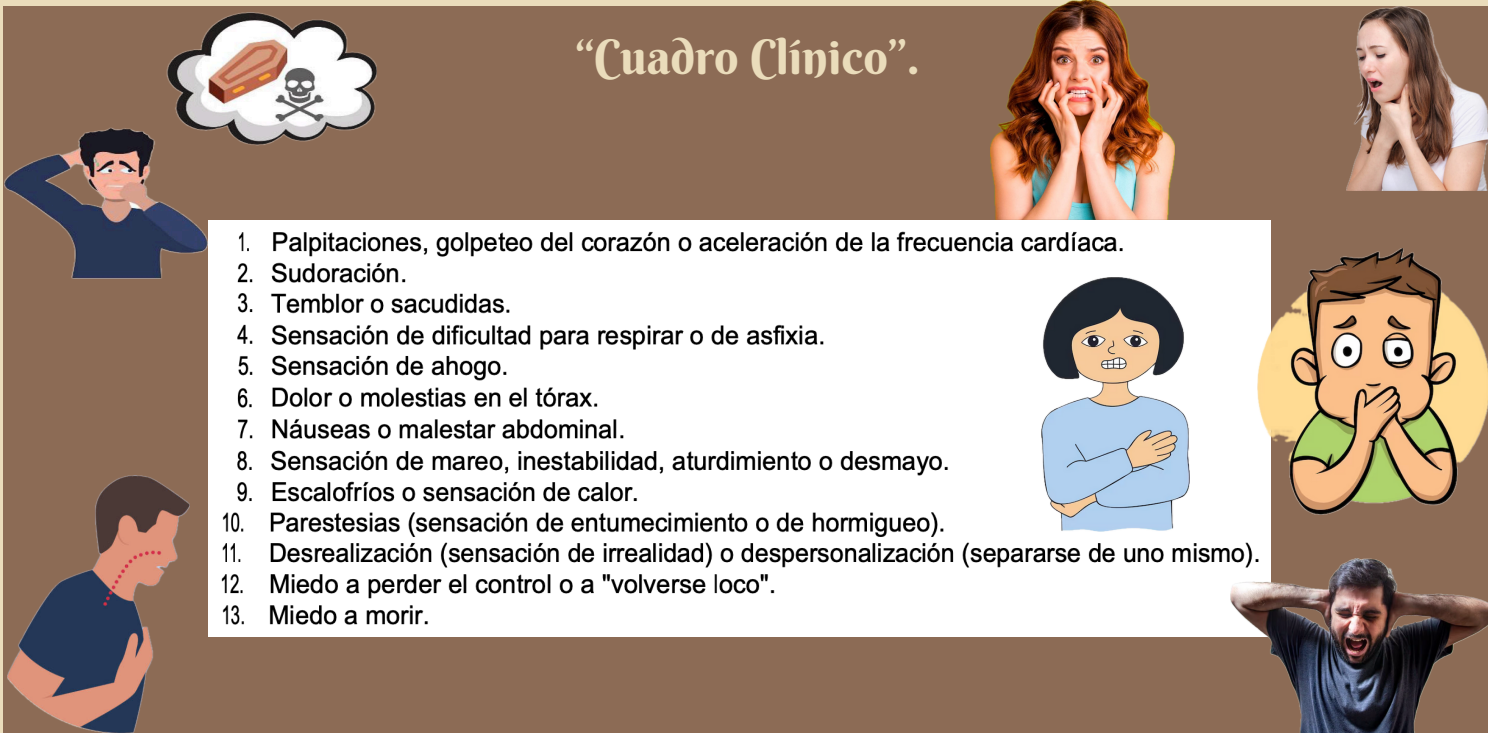 “Cuadro Clínico”.
1. Palpitaciones, golpeteo del corazón o aceleración de la frecuencia cardíaca.
2. Sudoración.
3. Temblor o sacudidas.
4. Sensación de dificultad para respirar o de asfixia.
5. Sensación de ahogo.
6. Dolor o molestias en el tórax.
7. Náuseas o malestar abdominal.
8. Sensación de mareo, inestabilidad, aturdimiento o desmayo.
9. Escalofríos o sensación de calor.
10. Parestesias (sensación de entumecimiento o de hormigueo).
11. Desrealización (sensación de irrealidad) o despersonalización (separarse de uno mismo).
12. Miedo a perder el control o a "volverse loco".
13. Miedo a morir.